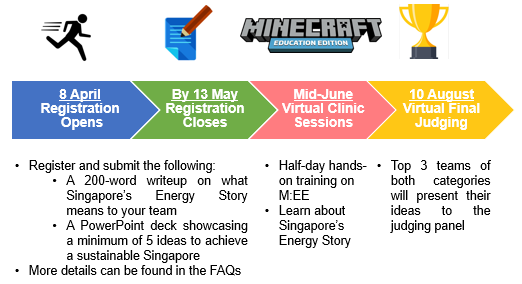 MINECRAFT
EDUCATION EDITION
8 April
Registration
Opens
By 13 May
Registration
Closes
Mid-June
Virtual Clinic
Sessions
10 August
Virtual Final
Judging
• Register and submit the following:
• A 200-word writeup on what
Singapore's Energy Story
means to your team
• A PowerPoint deck showcasing
a minimum of 5 ideas to achieve
a sustainable Singapore
• More details can be found in the FAQs
• Half-day hands-
on training on
M:EE
• Learn about
Singapore's
Energy Story
• Top 3 teams of
both categories
will present their
ideas to the
judging panel